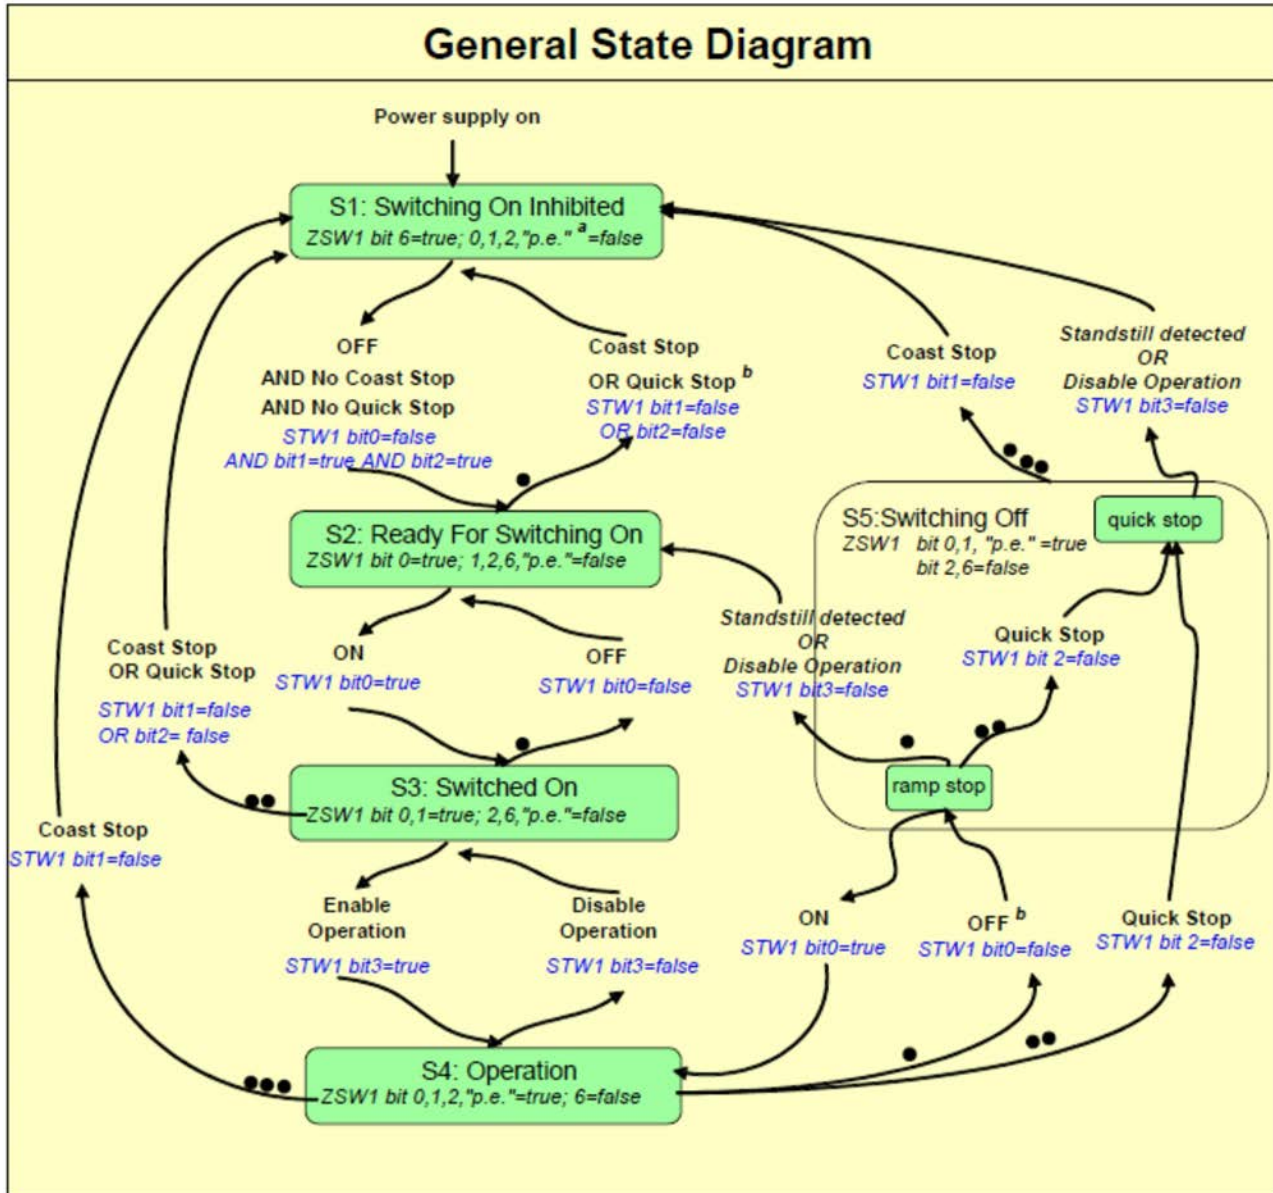 General State Diagram
Power supply on
S1: Switching On Inhibited
ZSW1 bit 6=true; 0,1,2,"p.e." a =false
OFF
AND No Coast Stop
AND No Quick Stop
STW1 bit0=false
AND bit1=true AND bit2=true
Coast Stop
OR Quick Stop b
STW1 bit1=false
OR bit2=false
Coast Stop
STW1 bit1=false
Standstill detected
OR
Disable Operation
STW1 bit3=false
S2: Ready For Switching On
ZSW1 bit 0=true; 1,2,6,"p.e."=false
S5:Switching Off
ZSW1 bit 0,1, "p.e." =true
bit 2,6=false
quick stop
Coast Stop
OR Quick Stop
STW1 bit1=false
OR bit2= false
ON
STW1 bit0=true
OFF
STW1 bit0=false
Standstill detected
OR
Disable Operation
STW1 bit3=false
Quick Stop
STW1 bit 2=false
S3: Switched On
ZSW1 bit 0,1=true; 2,6,"p.e."=false
ramp stop
Coast Stop
STW1 bit1=false
Enable
Operation
STW1 bit3=true
Disable
Operation
STW1 bit3=false
ON
STW1 bit0=true
OFF b
STW1 bit0=false
Quick Stop
STW1 bit 2=false
S4: Operation
ZSW1 bit 0,1,2,"p.e."=true; 6=false